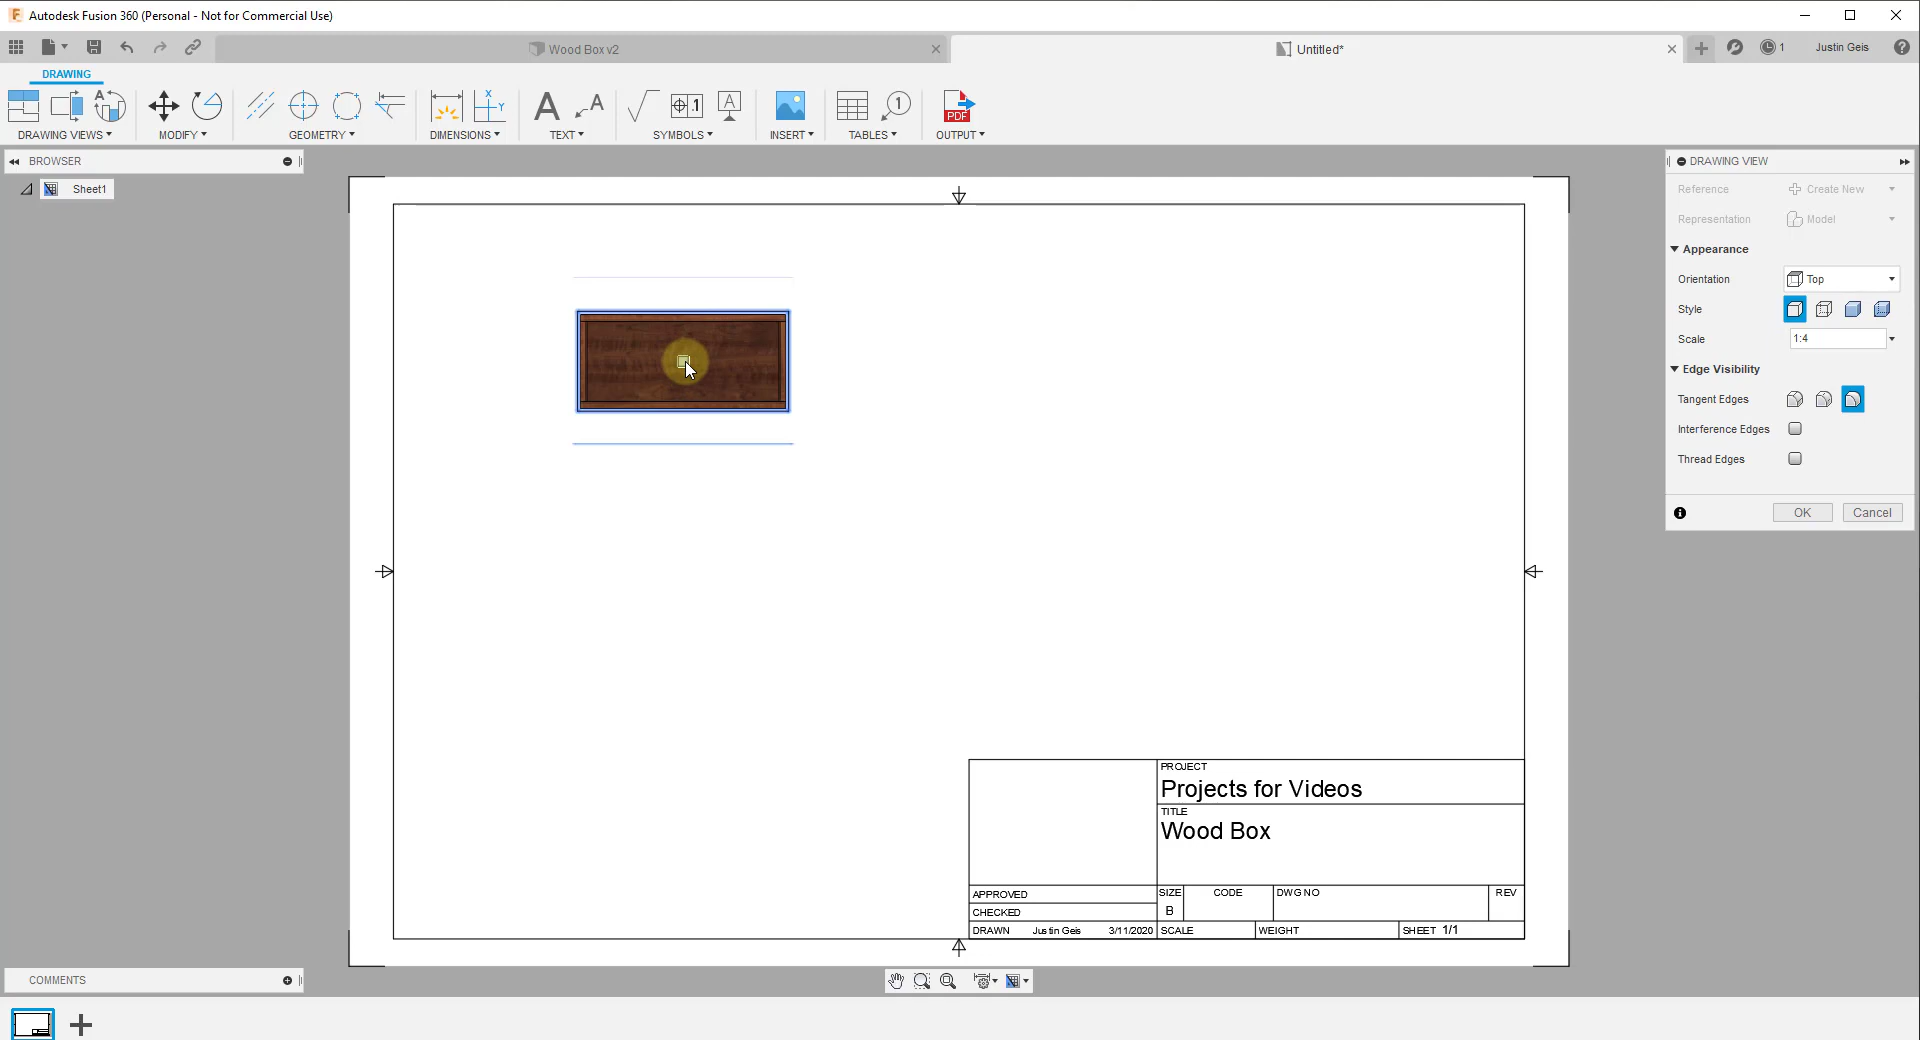 Autodesk Fusion 360 (Personal - Not for Commercial Use)
Wood Box v2
Untitled*
1
Justin Geis
DRAWING
DRAWING VIEWS
MODIFY
GEOMETRY
DIMENSIONS
TEXT
SYMBOLS
INSERT
TABLES
OUTPUT
BROWSER
Sheet1
DRAWING VIEW
Reference Create New
Representation Model
Appearance
Orientation Top
Style
Scale 1:4
Edge Visibility
Tangent Edges
Interference Edges
Thread Edges
OK Cancel
PROJECT
Projects for Videos
TITLE
Wood Box
APPROVED
CHECKED
DRAWN Justin Geis 3/11/2020
SIZE
B
CODE
DWG NO
REV
SCALE
WEIGHT
SHEET 1/1
COMMENTS